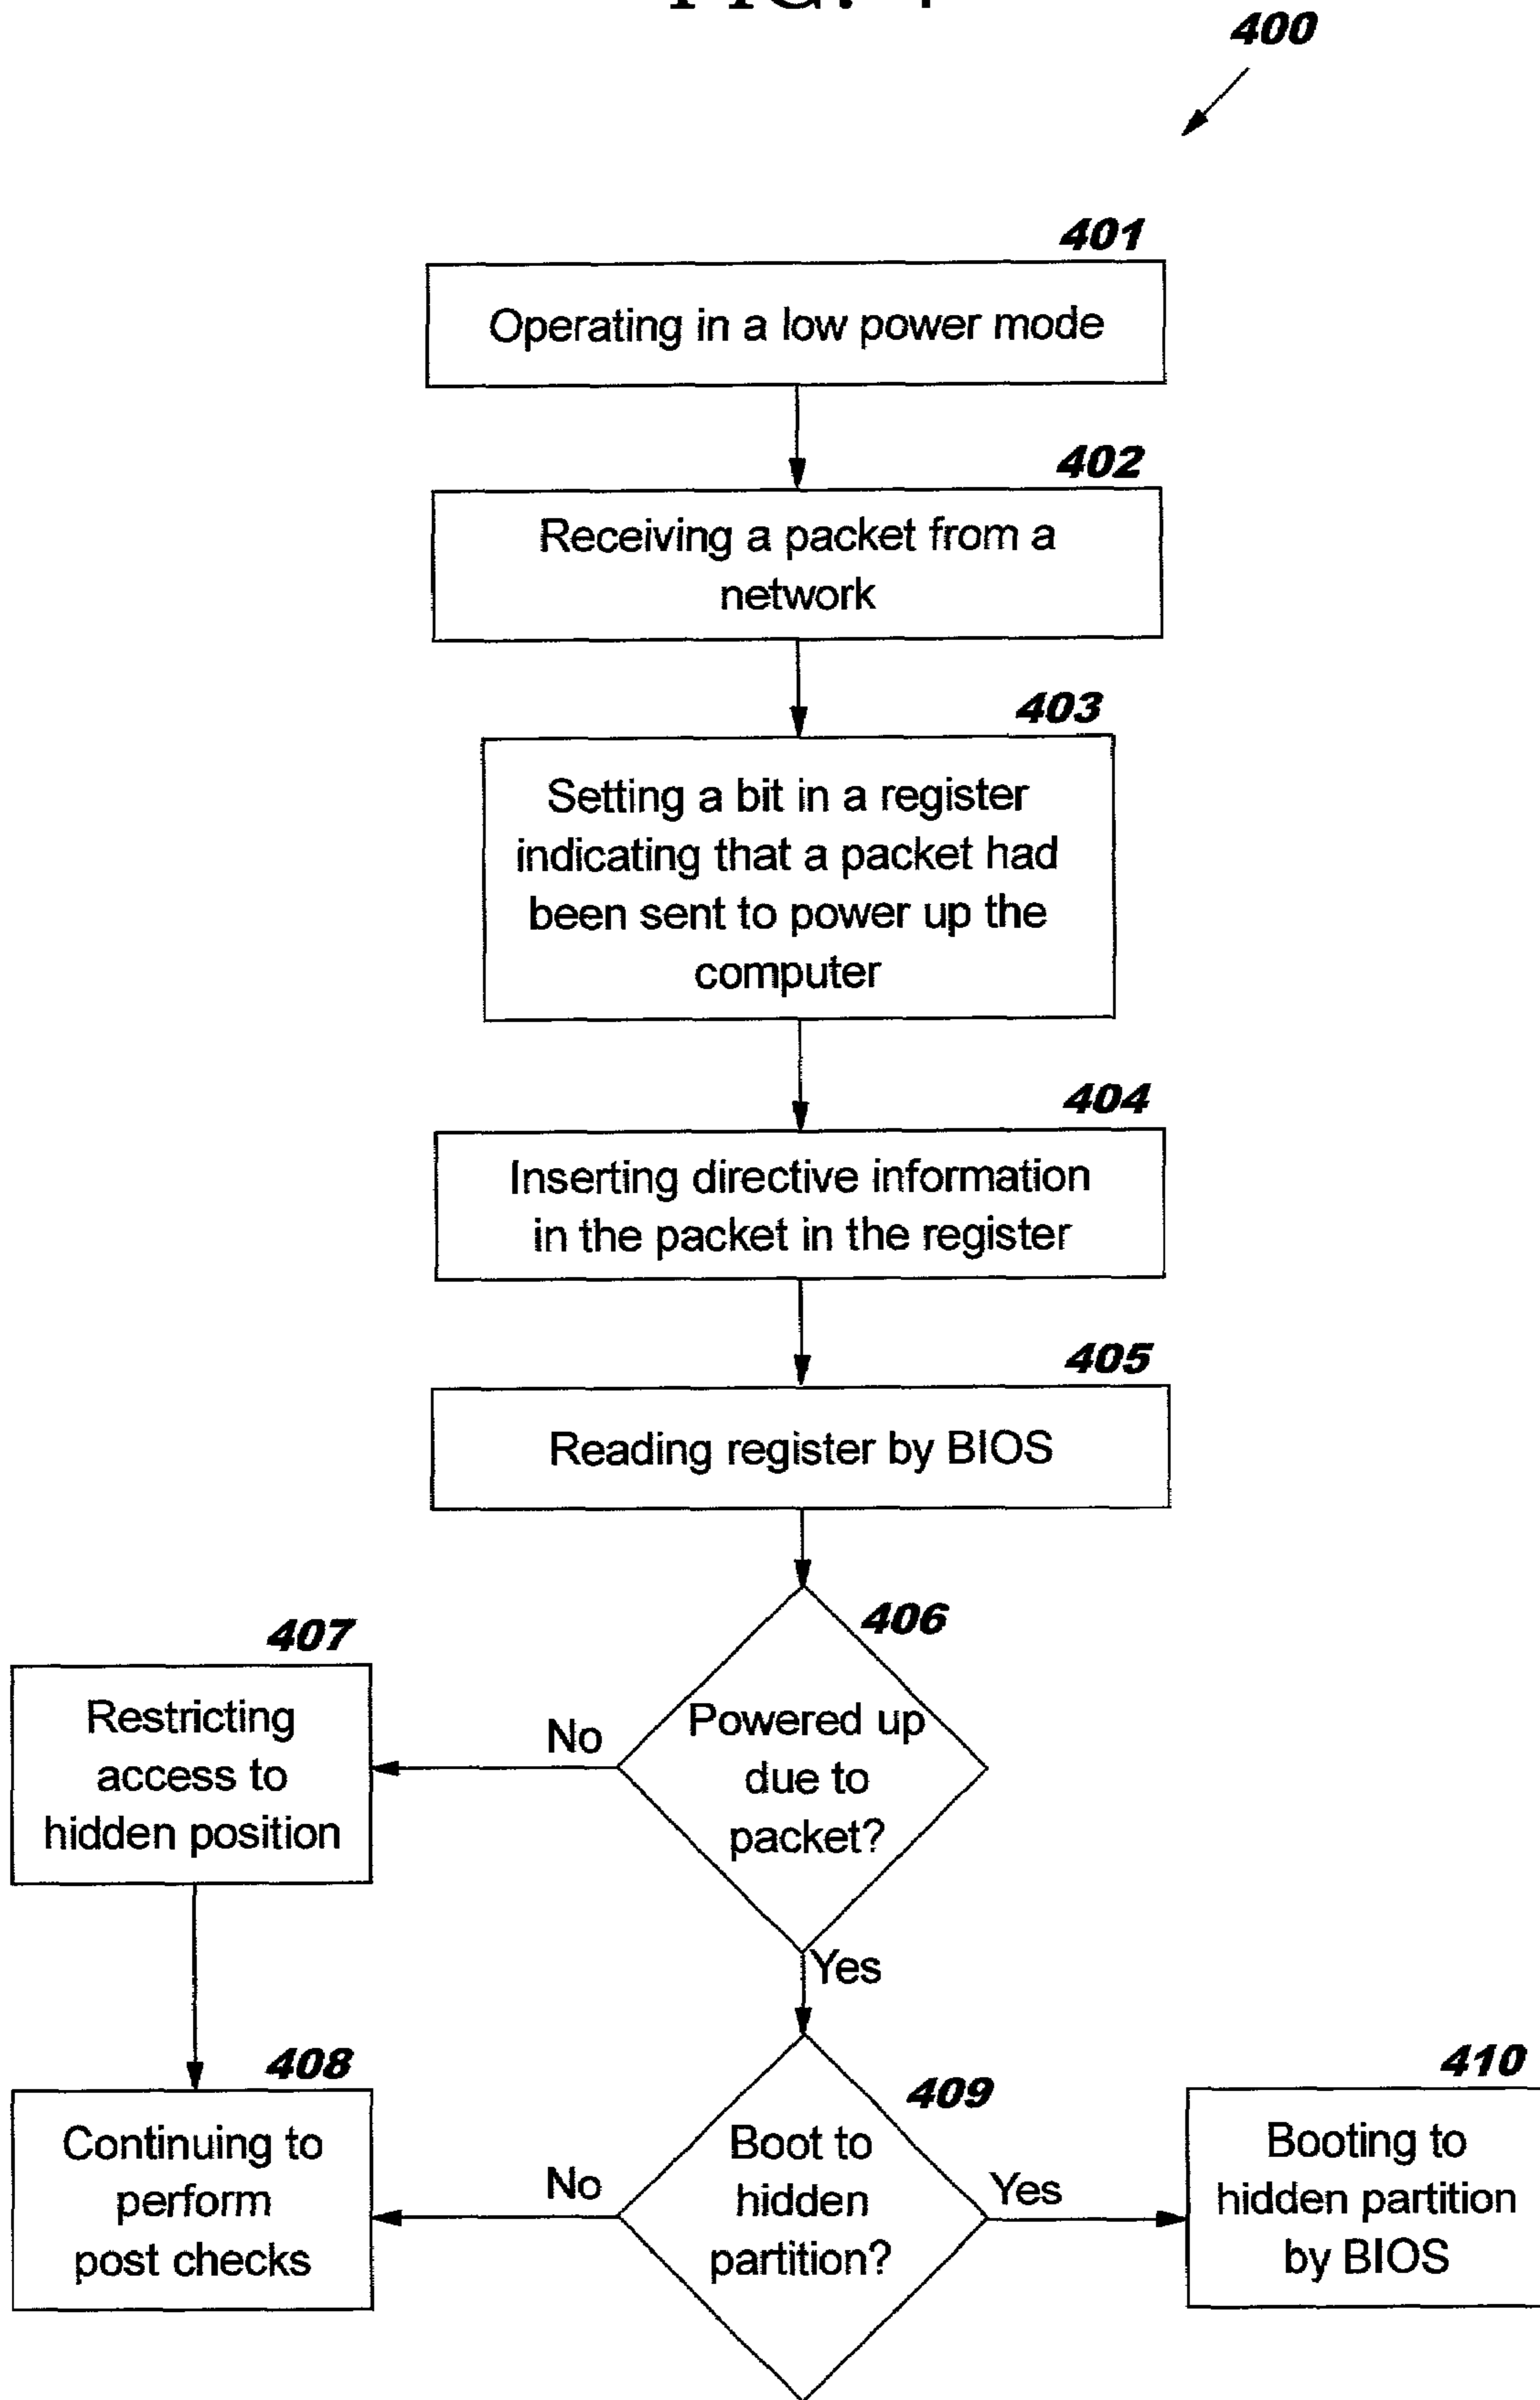 FIG. 4
400
401
Operating in a low power mode
402
Receiving a packet from a
network
403
Setting a bit in a register
indicating that a packet had
been sent to power up the
computer
404
Inserting directive information
in the packet in the register
405
Reading register by BIOS
406
Powered up
due to
packet?
No
407
Restricting
access to
hidden position
Yes
408
Continuing to
perform
post checks
409
Boot to
hidden
partition?
No
Yes
410
Booting to
hidden partition
by BIOS